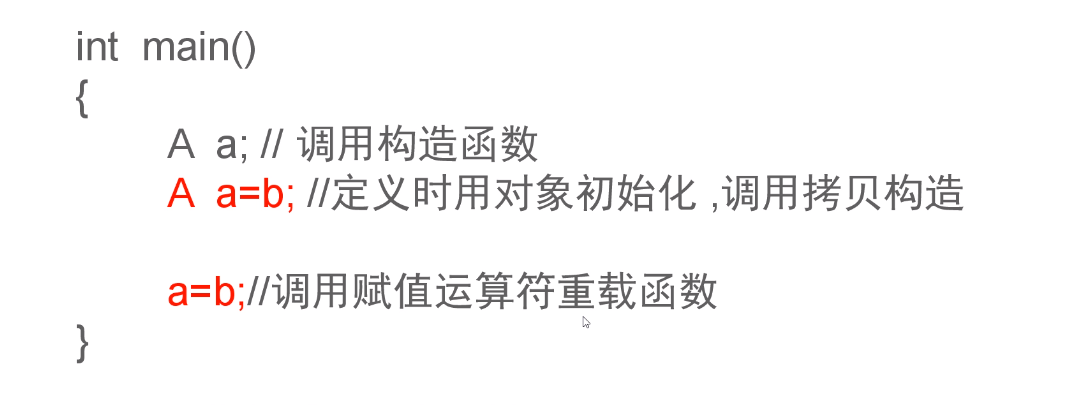 int main()
{
A a; // 调用构造函数
A a=b; //定义时用对象初始化 ,调用拷贝构造
a=b;//调用赋值运算符重载函数
}